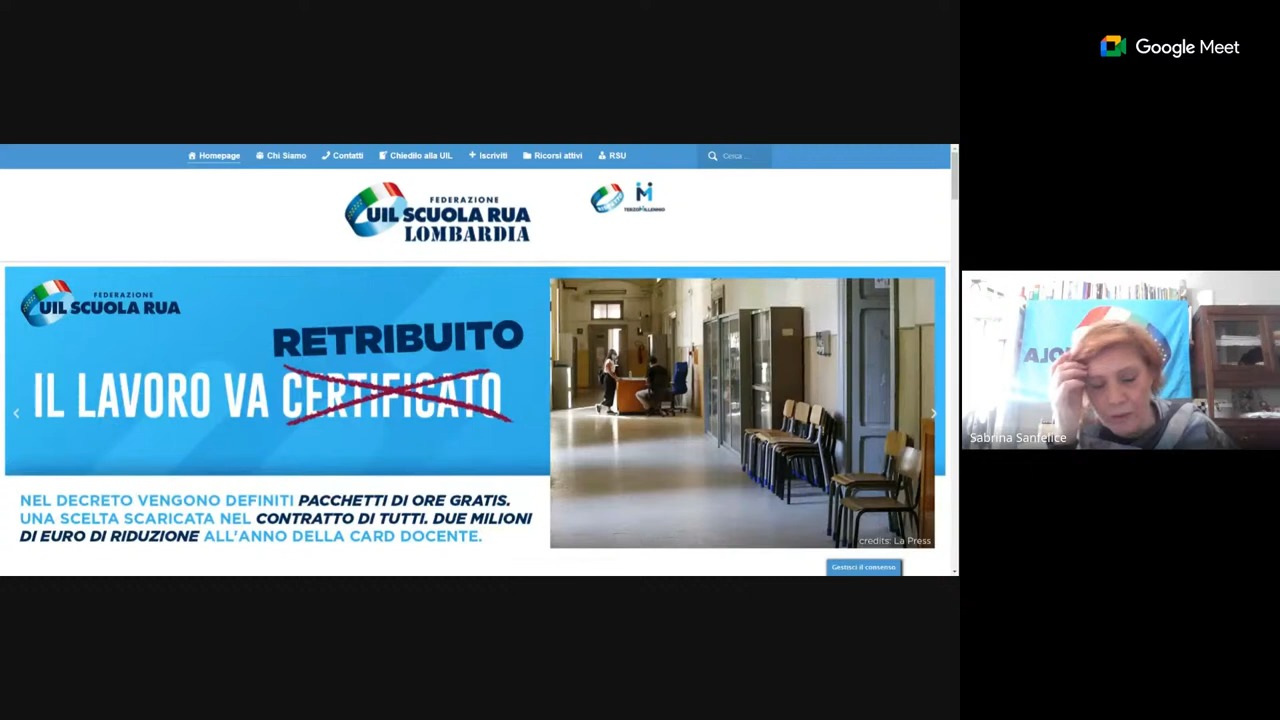 Google Meet
Homepage Chi Siamo Contatti Chiedilo alla UIL Iscriviti Ricorsi attivi RSU Cerca ...
FEDERAZIONE
UIL SCUOLA RUA
LOMBARDIA
TERZO MILLENNIO
FEDERAZIONE
UIL SCUOLA RUA
RETRIBUITO
IL LAVORO VA CERTIFICATO
NEL DECRETO VENGONO DEFINITI PACCHETTI DI ORE GRATIS.
UNA SCELTA SCARICATA NEL CONTRATTO DI TUTTI. DUE MILIONI
DI EURO DI RIDUZIONE ALL'ANNO DELLA CARD DOCENTE.
credits: La Press
Gestisci il consenso
Sabrina Sanfelice